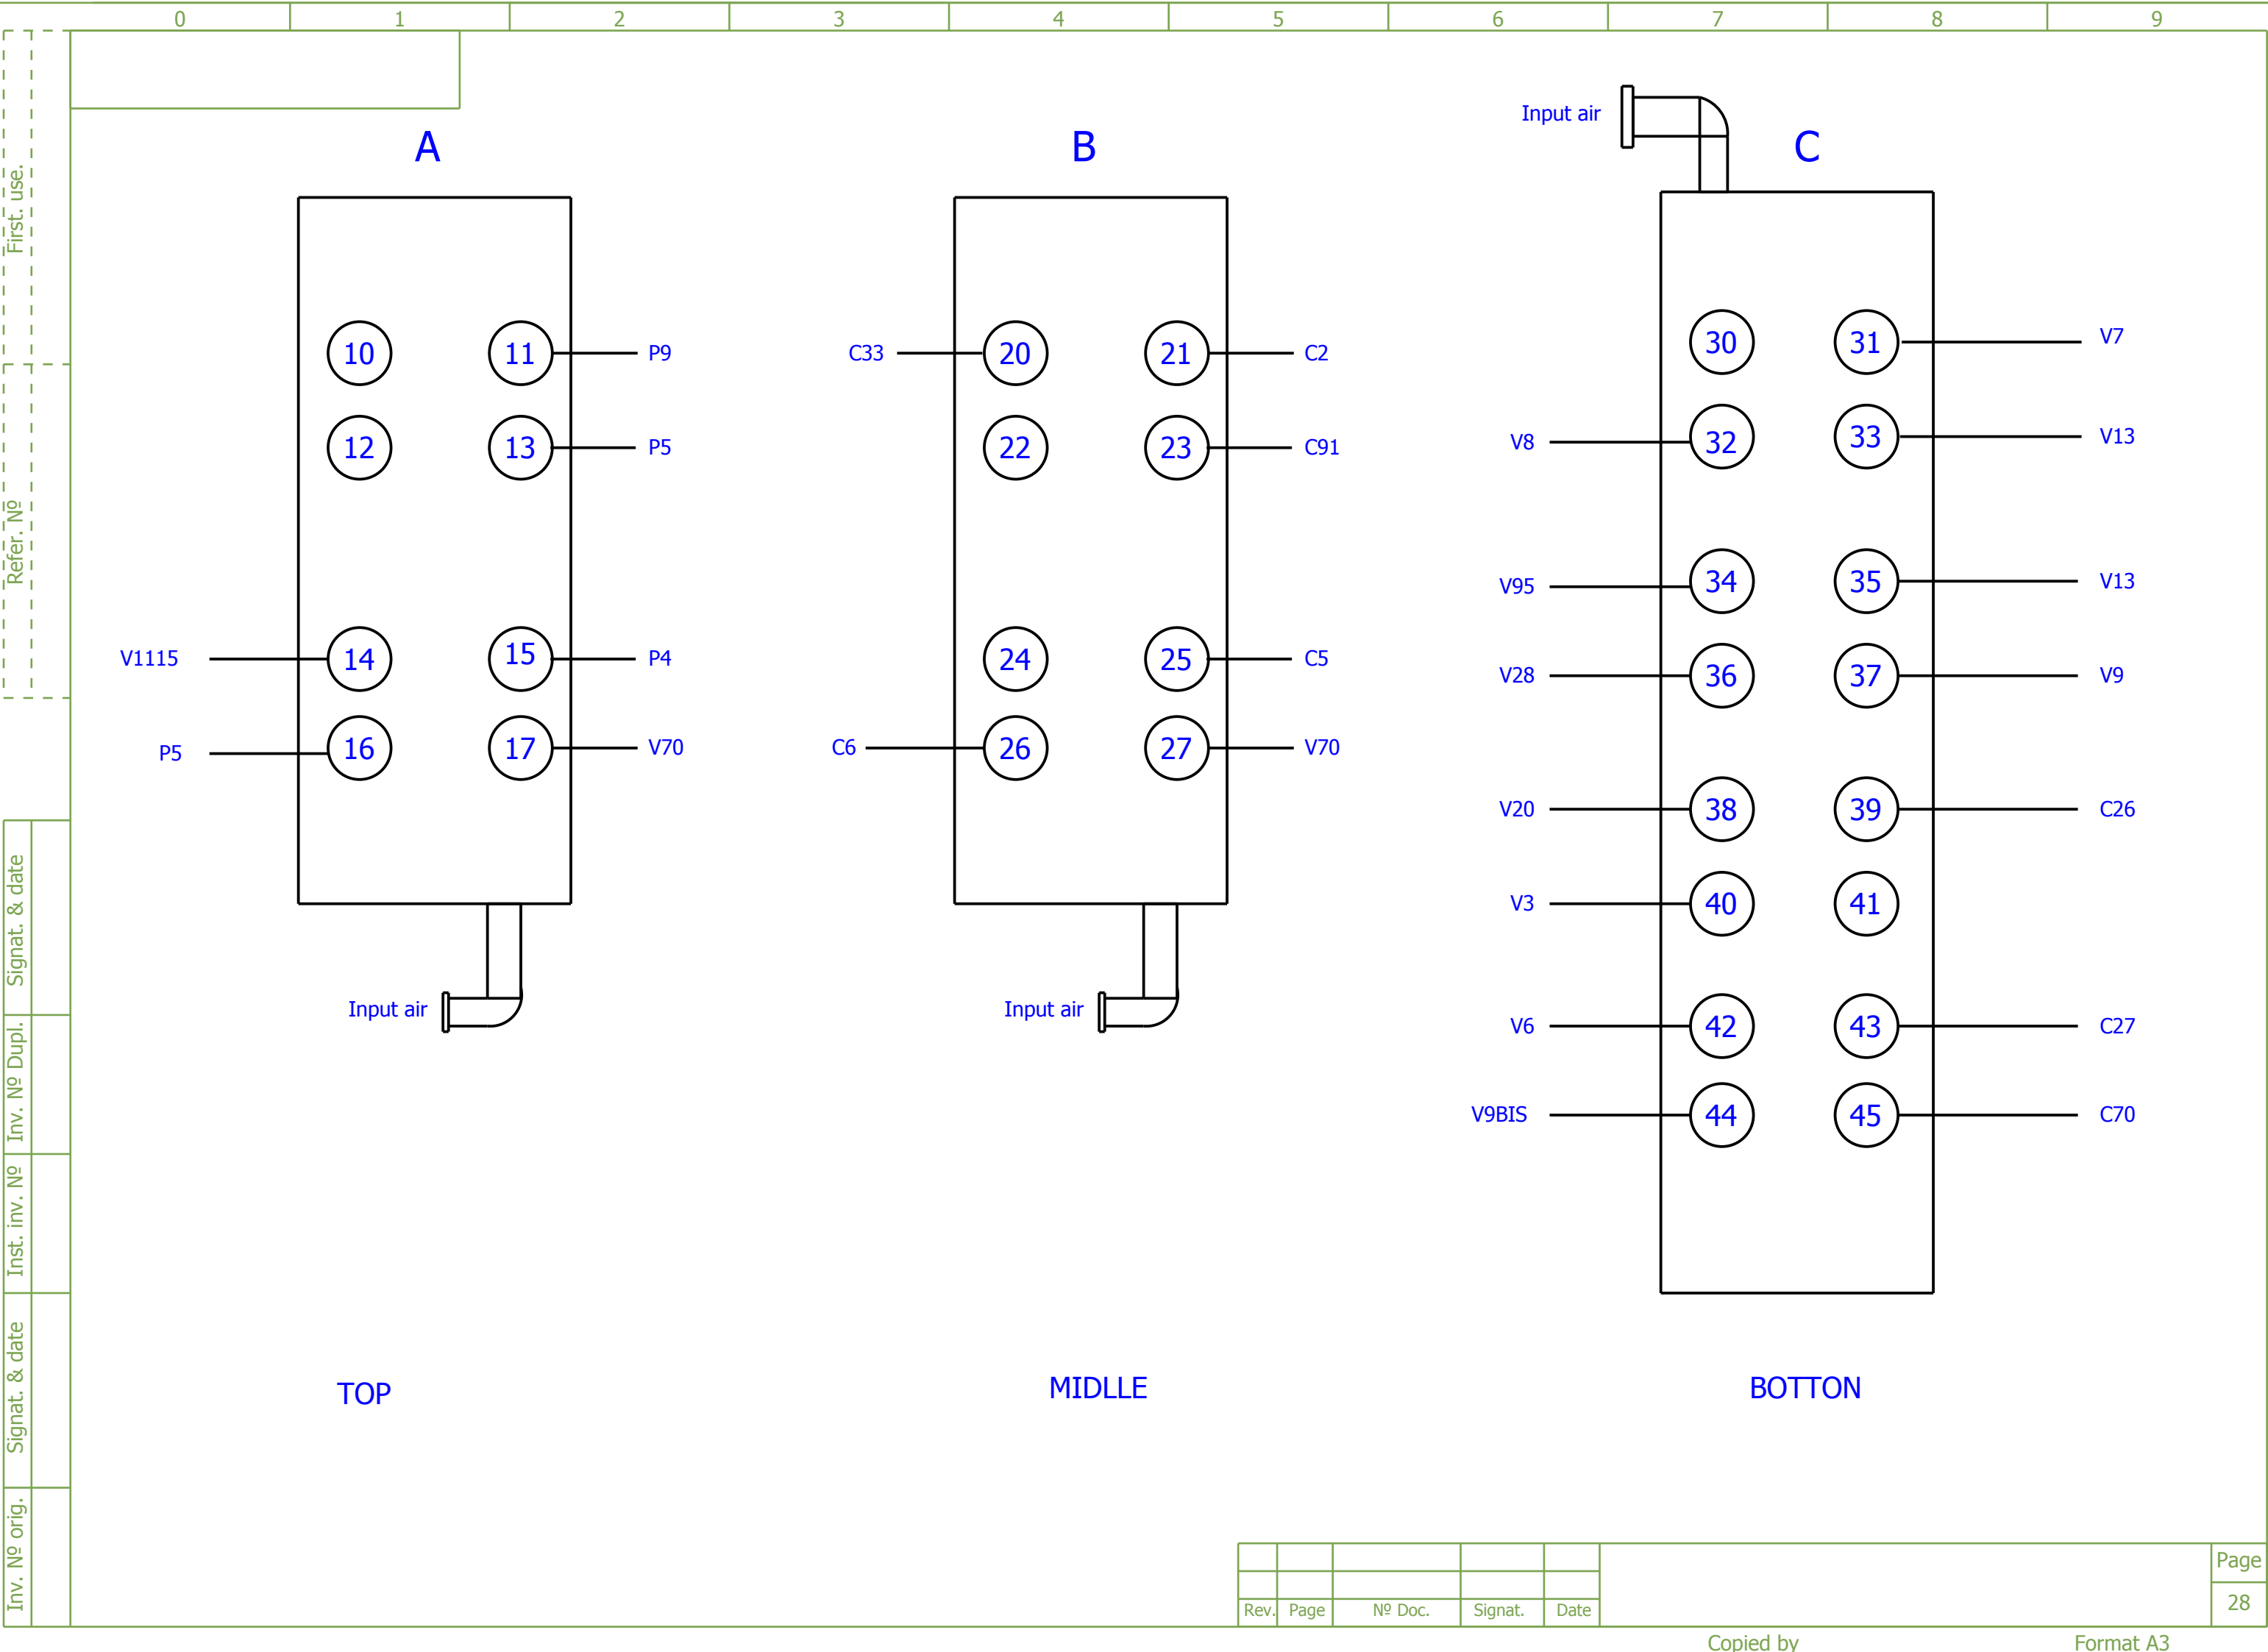 0 1 2 3 4 5 6 7 8 9
First. use.
Refer. Nº
Signat. & date
Inv. Nº Dupl.
Inst. inv. Nº
Signat. & date
Inv. Nº orig.
A
10 11 P9
12 13 P5
V1115 14 15 P4
P5 16 17 V70
Input air
TOP
B
C33 20 21 C2
22 23 C91
24 25 C5
C6 26 27 V70
Input air
MIDLLE
Input air
C
30 31 V7
V8 32 33 V13
V95 34 35 V13
V28 36 37 V9
V20 38 39 C26
V3 40 41
V6 42 43 C27
V9BIS 44 45 C70
BOTTON
Rev. Page Nº Doc. Signat. Date
Page
28
Copied by Format A3